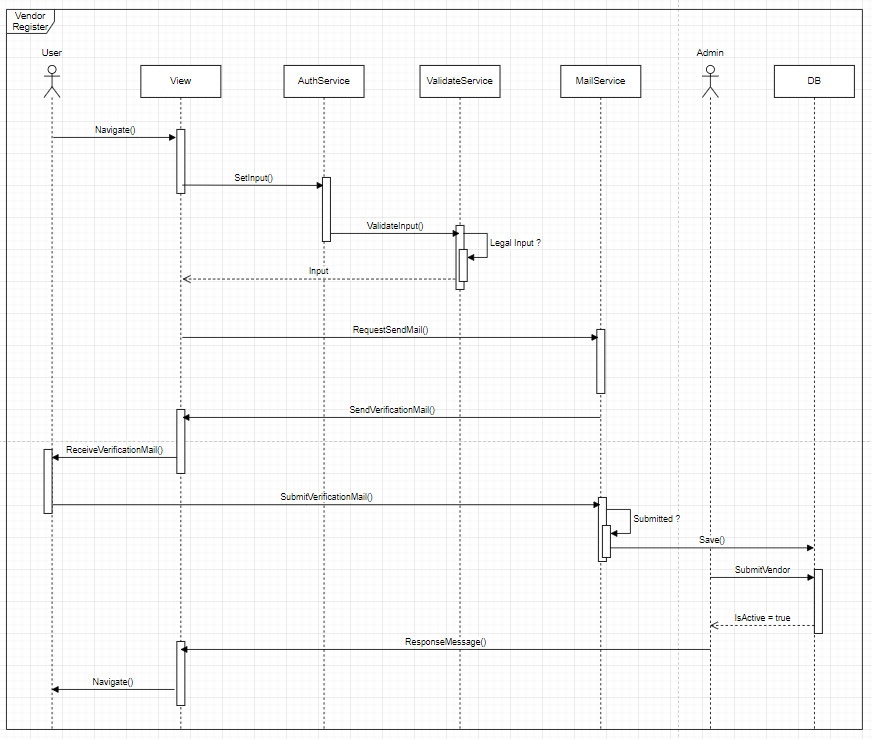 Vendor
Register
User
Admin
View
AuthService
ValidateService
MailService
DB
Navigate()
SetInput()
ValidateInput()
Legal Input ?
Input
RequestSendMail()
SendVerificationMail()
ReceiveVerificationMail()
SubmitVerificationMail()
Submitted ?
Save()
SubmitVendor
IsActive = true
ResponseMessage()
Navigate()